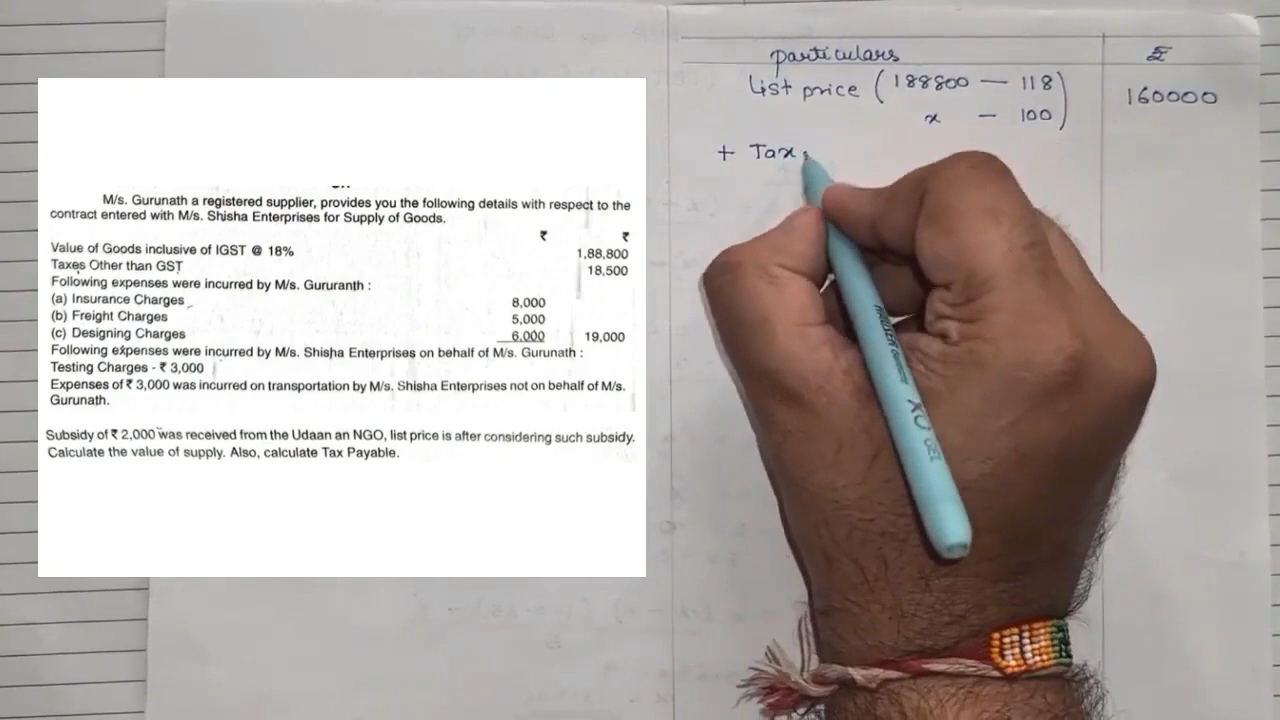 M/s. Gurunath a registered supplier, provides you the following details with respect to the
contract entered with M/s. Shisha Enterprises for Supply of Goods.
₹ ₹
Value of Goods inclusive of IGST @ 18% 1,88,800
Taxes Other than GST 18,500
Following expenses were incurred by M/s. Gururanth :
(a) Insurance Charges 8,000
(b) Freight Charges 5,000
(c) Designing Charges 6,000 19,000
Following expenses were incurred by M/s. Shisha Enterprises on behalf of M/s. Gurunath :
Testing Charges - ₹ 3,000
Expenses of ₹ 3,000 was incurred on transportation by M/s. Shisha Enterprises not on behalf of M/s.
Gurunath.
Subsidy of ₹ 2,000 was received from the Udaan an NGO, list price is after considering such subsidy.
Calculate the value of supply. Also, calculate Tax Payable.
particulars ₹
List price (188800 — 118 160000
x - 100)
+ Tax
HAUSER XO GEL